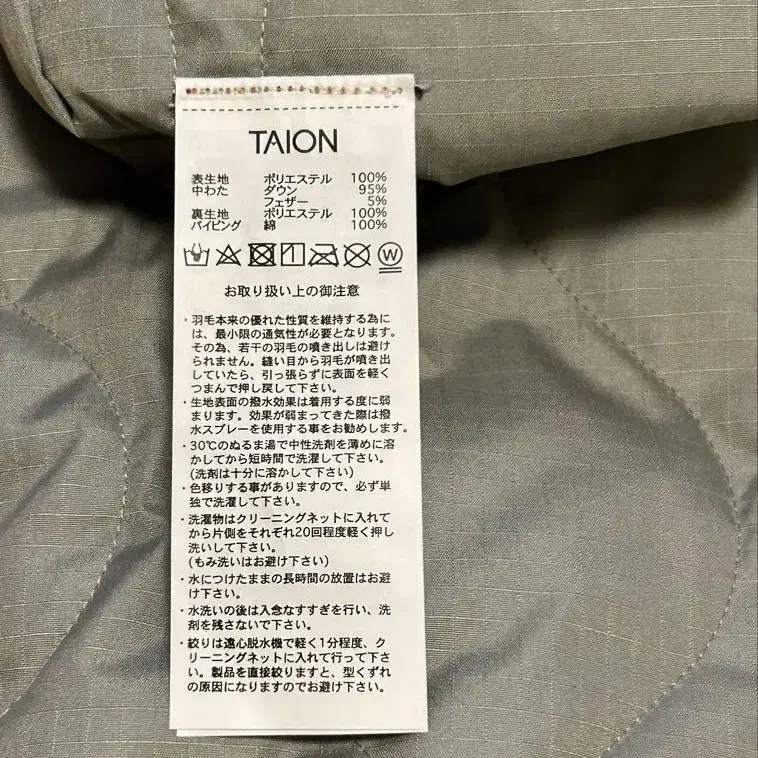 TAION
表生地 ポリエステル 100%
中わた ダウン 95%
フェザー 5%
裏生地 ポリエステル 100%
パイピング 綿 100%
W
お取り扱い上の御注意
・羽毛本来の優れた性質を維持する為に
は、最小限の通気性が必要となります。
その為、若干の羽毛の噴き出しは避け
られません。縫い目から羽毛が噴き出
していたら、引っ張らずに表面を軽く
つまんで押し戻して下さい。
・生地表面の撥水効果は着用する度に弱
まります。効果が弱まってきた際は撥
水スプレーを使用する事をお勧めします。
・30℃のぬるま湯で中性洗剤を薄めに溶
かしてから短時間で洗濯して下さい。
(洗剤は十分に溶かして下さい)
・色移りする事がありますので、必ず単
独で洗濯して下さい。
・洗濯物はクリーニングネットに入れて
から片側をそれぞれ20回程度軽く押し
洗いして下さい。
(もみ洗いはお避け下さい)
・水につけたままの長時間の放置はお避
け下さい。
・水洗いの後は入念なすすぎを行い、洗
剤を残さないで下さい。
・絞りは遠心脱水機で軽く1分程度、ク
リーニングネットに入れて行って下さ
い。製品を直接絞りますと、型くずれ
の原因になりますのでお避け下さい。